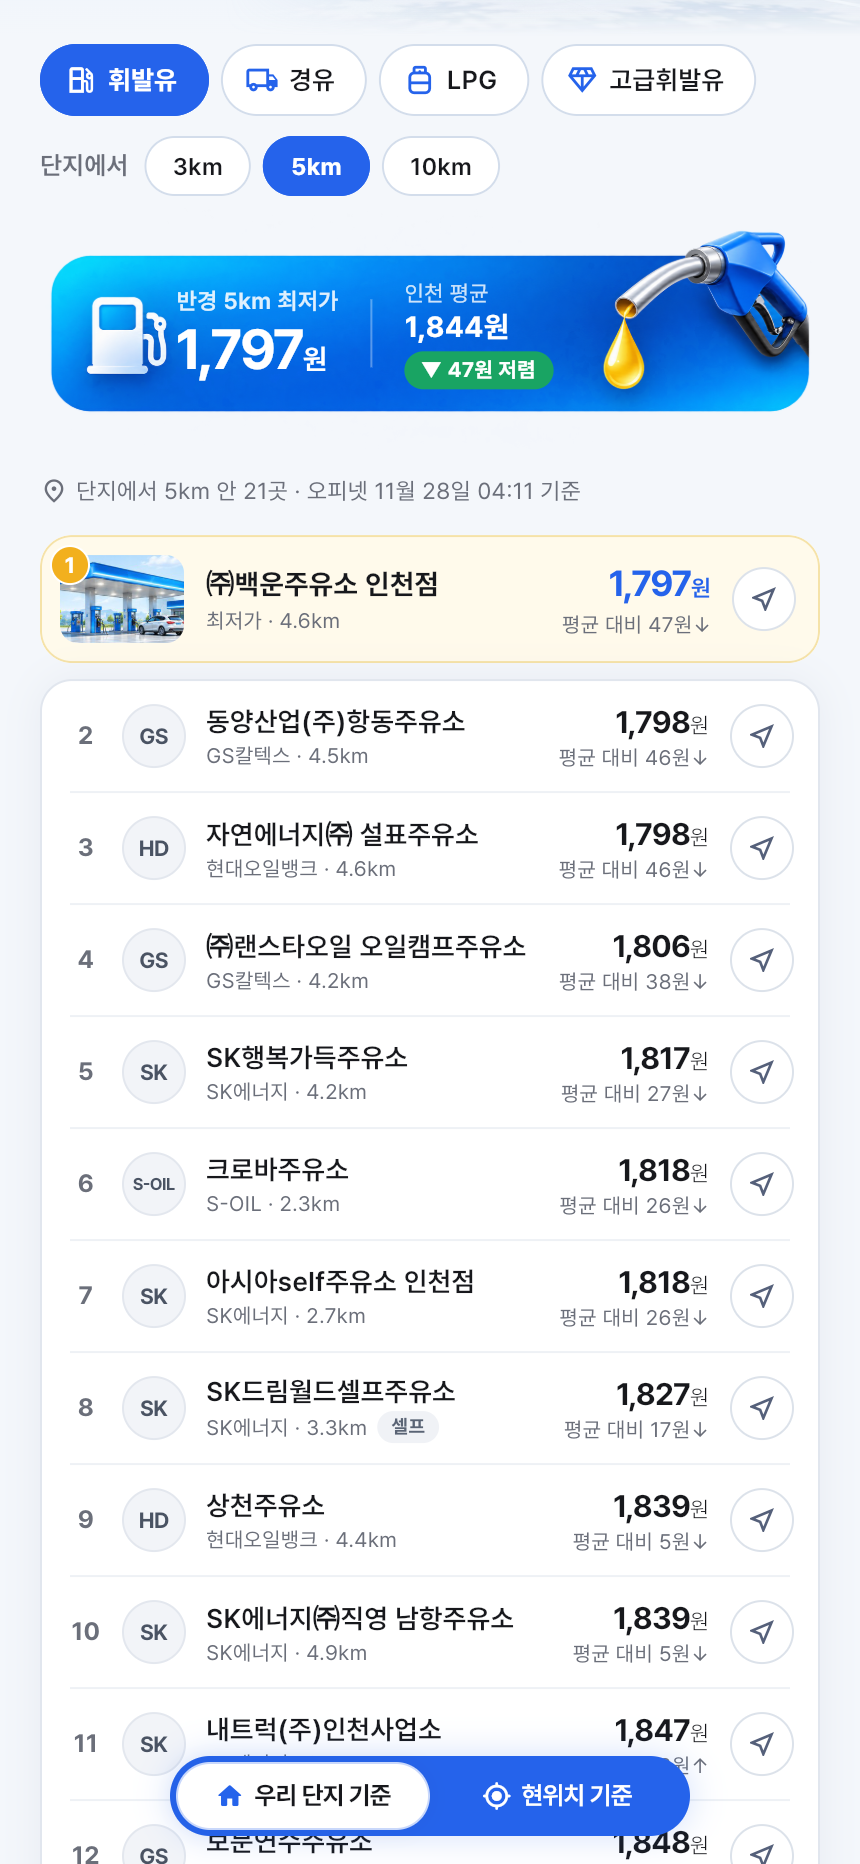 휘발유 경유 LPG 고급휘발유
단지에서 3km 5km 10km
반경 5km 최저가
1,797원
인천 평균
1,844원
▼ 47원 저렴
단지에서 5km 안 21곳 · 오피넷 11월 28일 04:11 기준
1 ㈜백운주유소 인천점 1,797원
최저가 · 4.6km 평균 대비 47원↓
2 GS 동양산업(주)항동주유소 1,798원
GS칼텍스 · 4.5km 평균 대비 46원↓
3 HD 자연에너지㈜ 설표주유소 1,798원
현대오일뱅크 · 4.6km 평균 대비 46원↓
4 GS ㈜랜스타오일 오일캠프주유소 1,806원
GS칼텍스 · 4.2km 평균 대비 38원↓
5 SK SK행복가득주유소 1,817원
SK에너지 · 4.2km 평균 대비 27원↓
6 S-OIL 크로바주유소 1,818원
S-OIL · 2.3km 평균 대비 26원↓
7 SK 아시아self주유소 인천점 1,818원
SK에너지 · 2.7km 평균 대비 26원↓
8 SK SK드림월드셀프주유소 1,827원
SK에너지 · 3.3km 셀프 평균 대비 17원↓
9 HD 상천주유소 1,839원
현대오일뱅크 · 4.4km 평균 대비 5원↓
10 SK SK에너지㈜직영 남항주유소 1,839원
SK에너지 · 4.9km 평균 대비 5원↓
11 SK 내트럭(주)인천사업소 1,847원
우리 단지 기준 현위치 기준
12 GS 1,848원